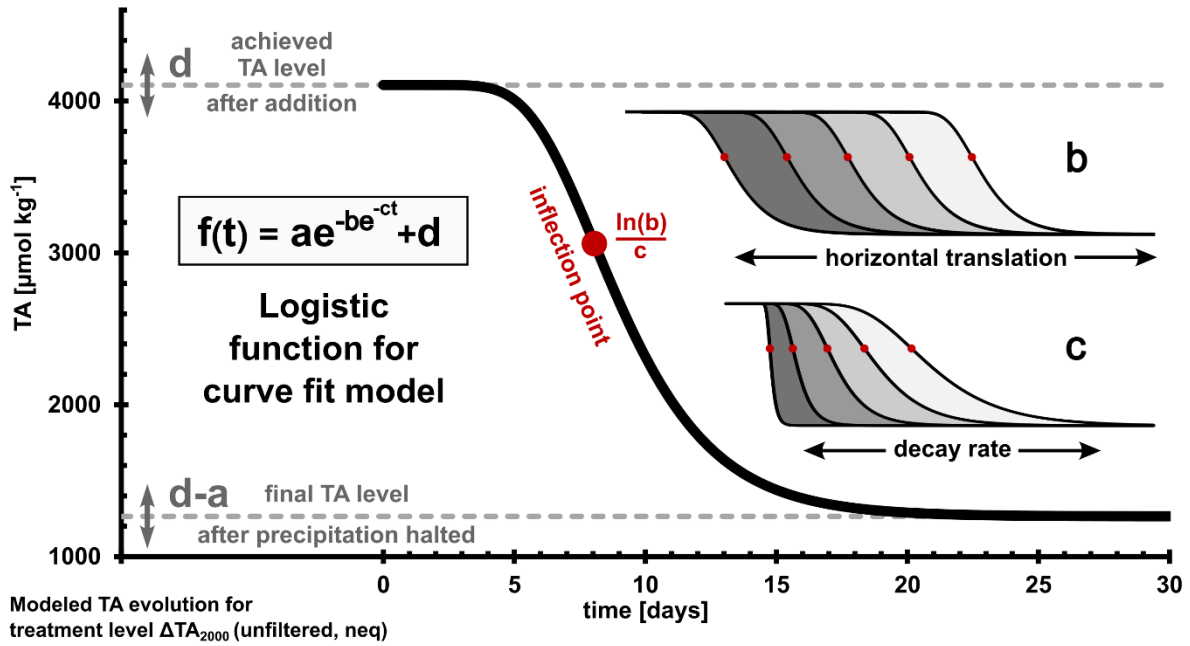 TA [µmol kg⁻¹]
4000
3000
2000
1000
d
achieved
TA level
after addition
f(t) = ae^-be^-ct+d
Logistic
function for
curve fit model
inflection point
ln(b)
c
b
horizontal translation
c
decay rate
d-a
final TA level
after precipitation halted
0 5 10 15 20 25 30
time [days]
Modeled TA evolution for
treatment level ΔTA₂₀₀₀ (unfiltered, neq)